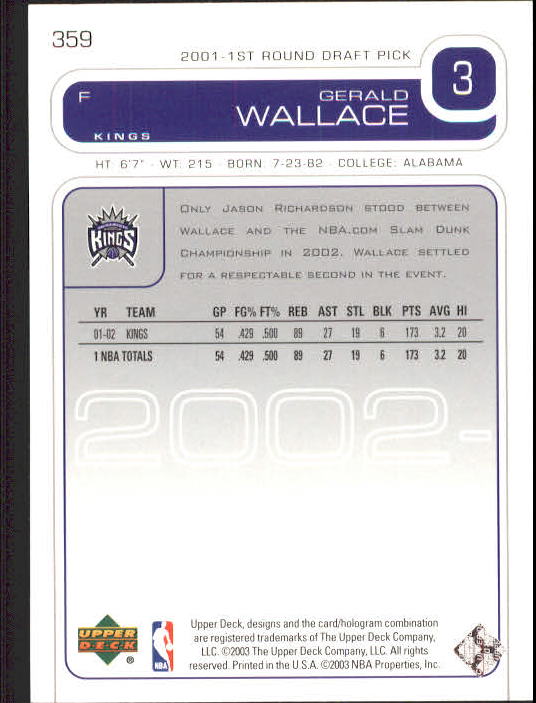 359
2001-1ST ROUND DRAFT PICK
3
F
GERALD
WALLACE
KINGS
HT: 6'7" · WT: 215 · BORN: 7-23-82 · COLLEGE: ALABAMA
KINGS
ONLY JASON RICHARDSON STOOD BETWEEN
WALLACE AND THE NBA.COM SLAM DUNK
CHAMPIONSHIP IN 2002. WALLACE SETTLED
FOR A RESPECTABLE SECOND IN THE EVENT.
YR TEAM GP FG% FT% REB AST STL BLK PTS AVG HI
01-02 KINGS 54 .429 .500 89 27 19 6 173 3.2 20
1 NBA TOTALS 54 .429 .500 89 27 19 6 173 3.2 20
2002-
UPPER
DECK
®
NBA
Upper Deck, designs and the card/hologram combination
are registered trademarks of The Upper Deck Company,
LLC. ©2003 The Upper Deck Company, LLC. All rights
reserved. Printed in the U.S.A. ©2003 NBA Properties, Inc.